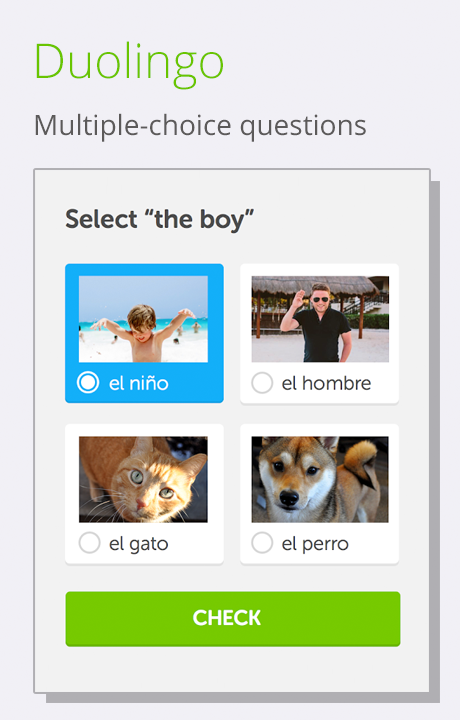 Duolingo
Multiple-choice questions
Select “the boy”
el niño
el hombre
el gato
el perro
CHECK